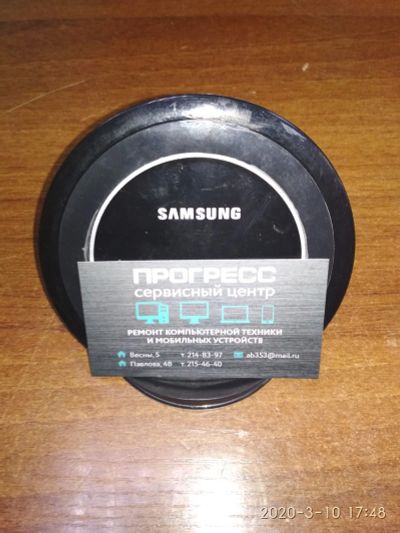 SAMSUNG
ПРОГРЕСС
сервисный центр
РЕМОНТ КОМПЬЮТЕРНОЙ ТЕХНИКИ
И МОБИЛЬНЫХ УСТРОЙСТВ
Весны, 5 т. 214-83-97 ab353@mail.ru
Павлова, 48 т. 215-46-40
2020-3-10 17:48